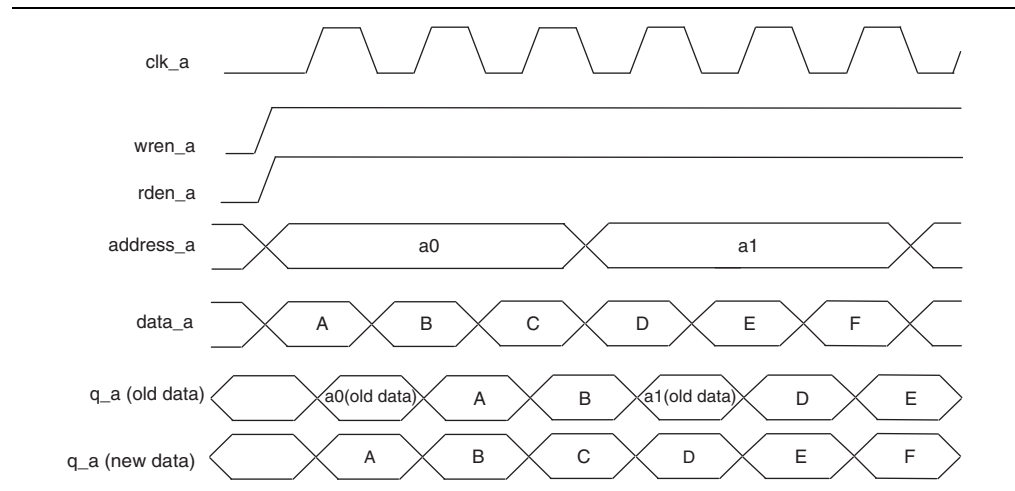 clk_a
wren_a
rden_a
address_a a0 a1
data_a A B C D E F
q_a (old data) a0(old data) A B a1(old data) D E
q_a (new data) A B C D E F